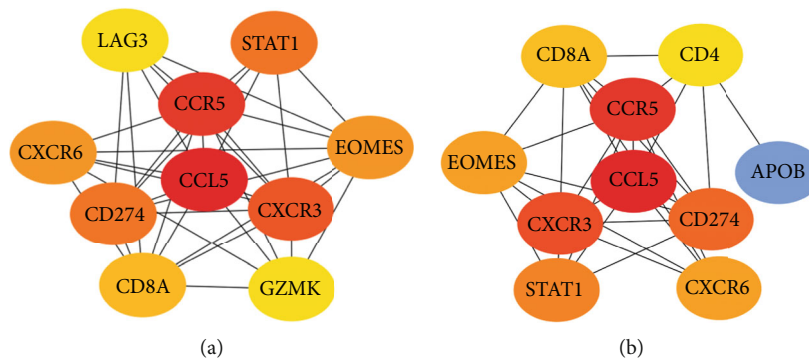 LAG3
STAT1
CCR5
CXCR6
EOMES
CCL5
CD274
CXCR3
CD8A
GZMK
(a)
CD8A
CD4
CCR5
EOMES
APOB
CCL5
CXCR3
CD274
STAT1
CXCR6
(b)